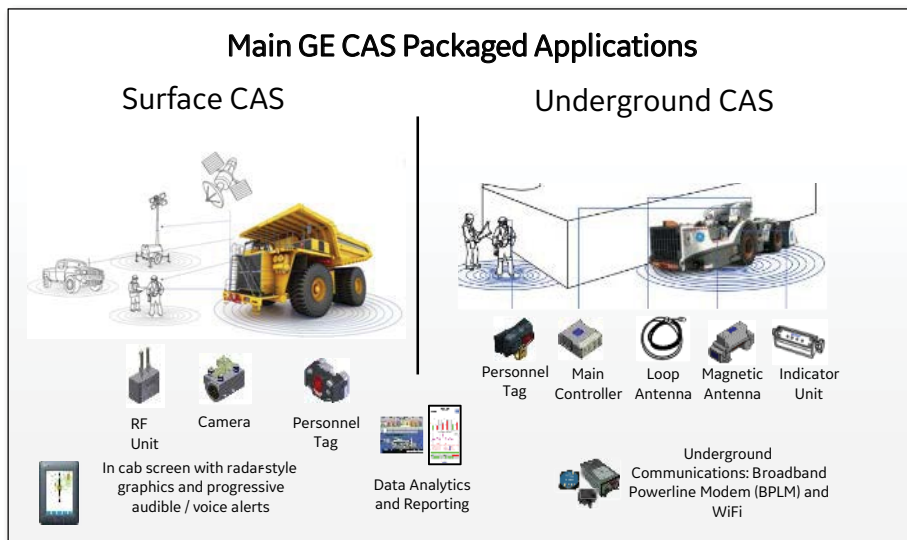 Main GE CAS Packaged Applications
Surface CAS
Underground CAS
RF
Unit
Camera
Personnel
Tag
In cab screen with radar-style
graphics and progressive
audible / voice alerts
Data Analytics
and Reporting
Personnel
Tag
Main
Controller
Loop
Antenna
Magnetic
Antenna
Indicator
Unit
Underground
Communications: Broadband
Powerline Modem (BPLM) and
WiFi